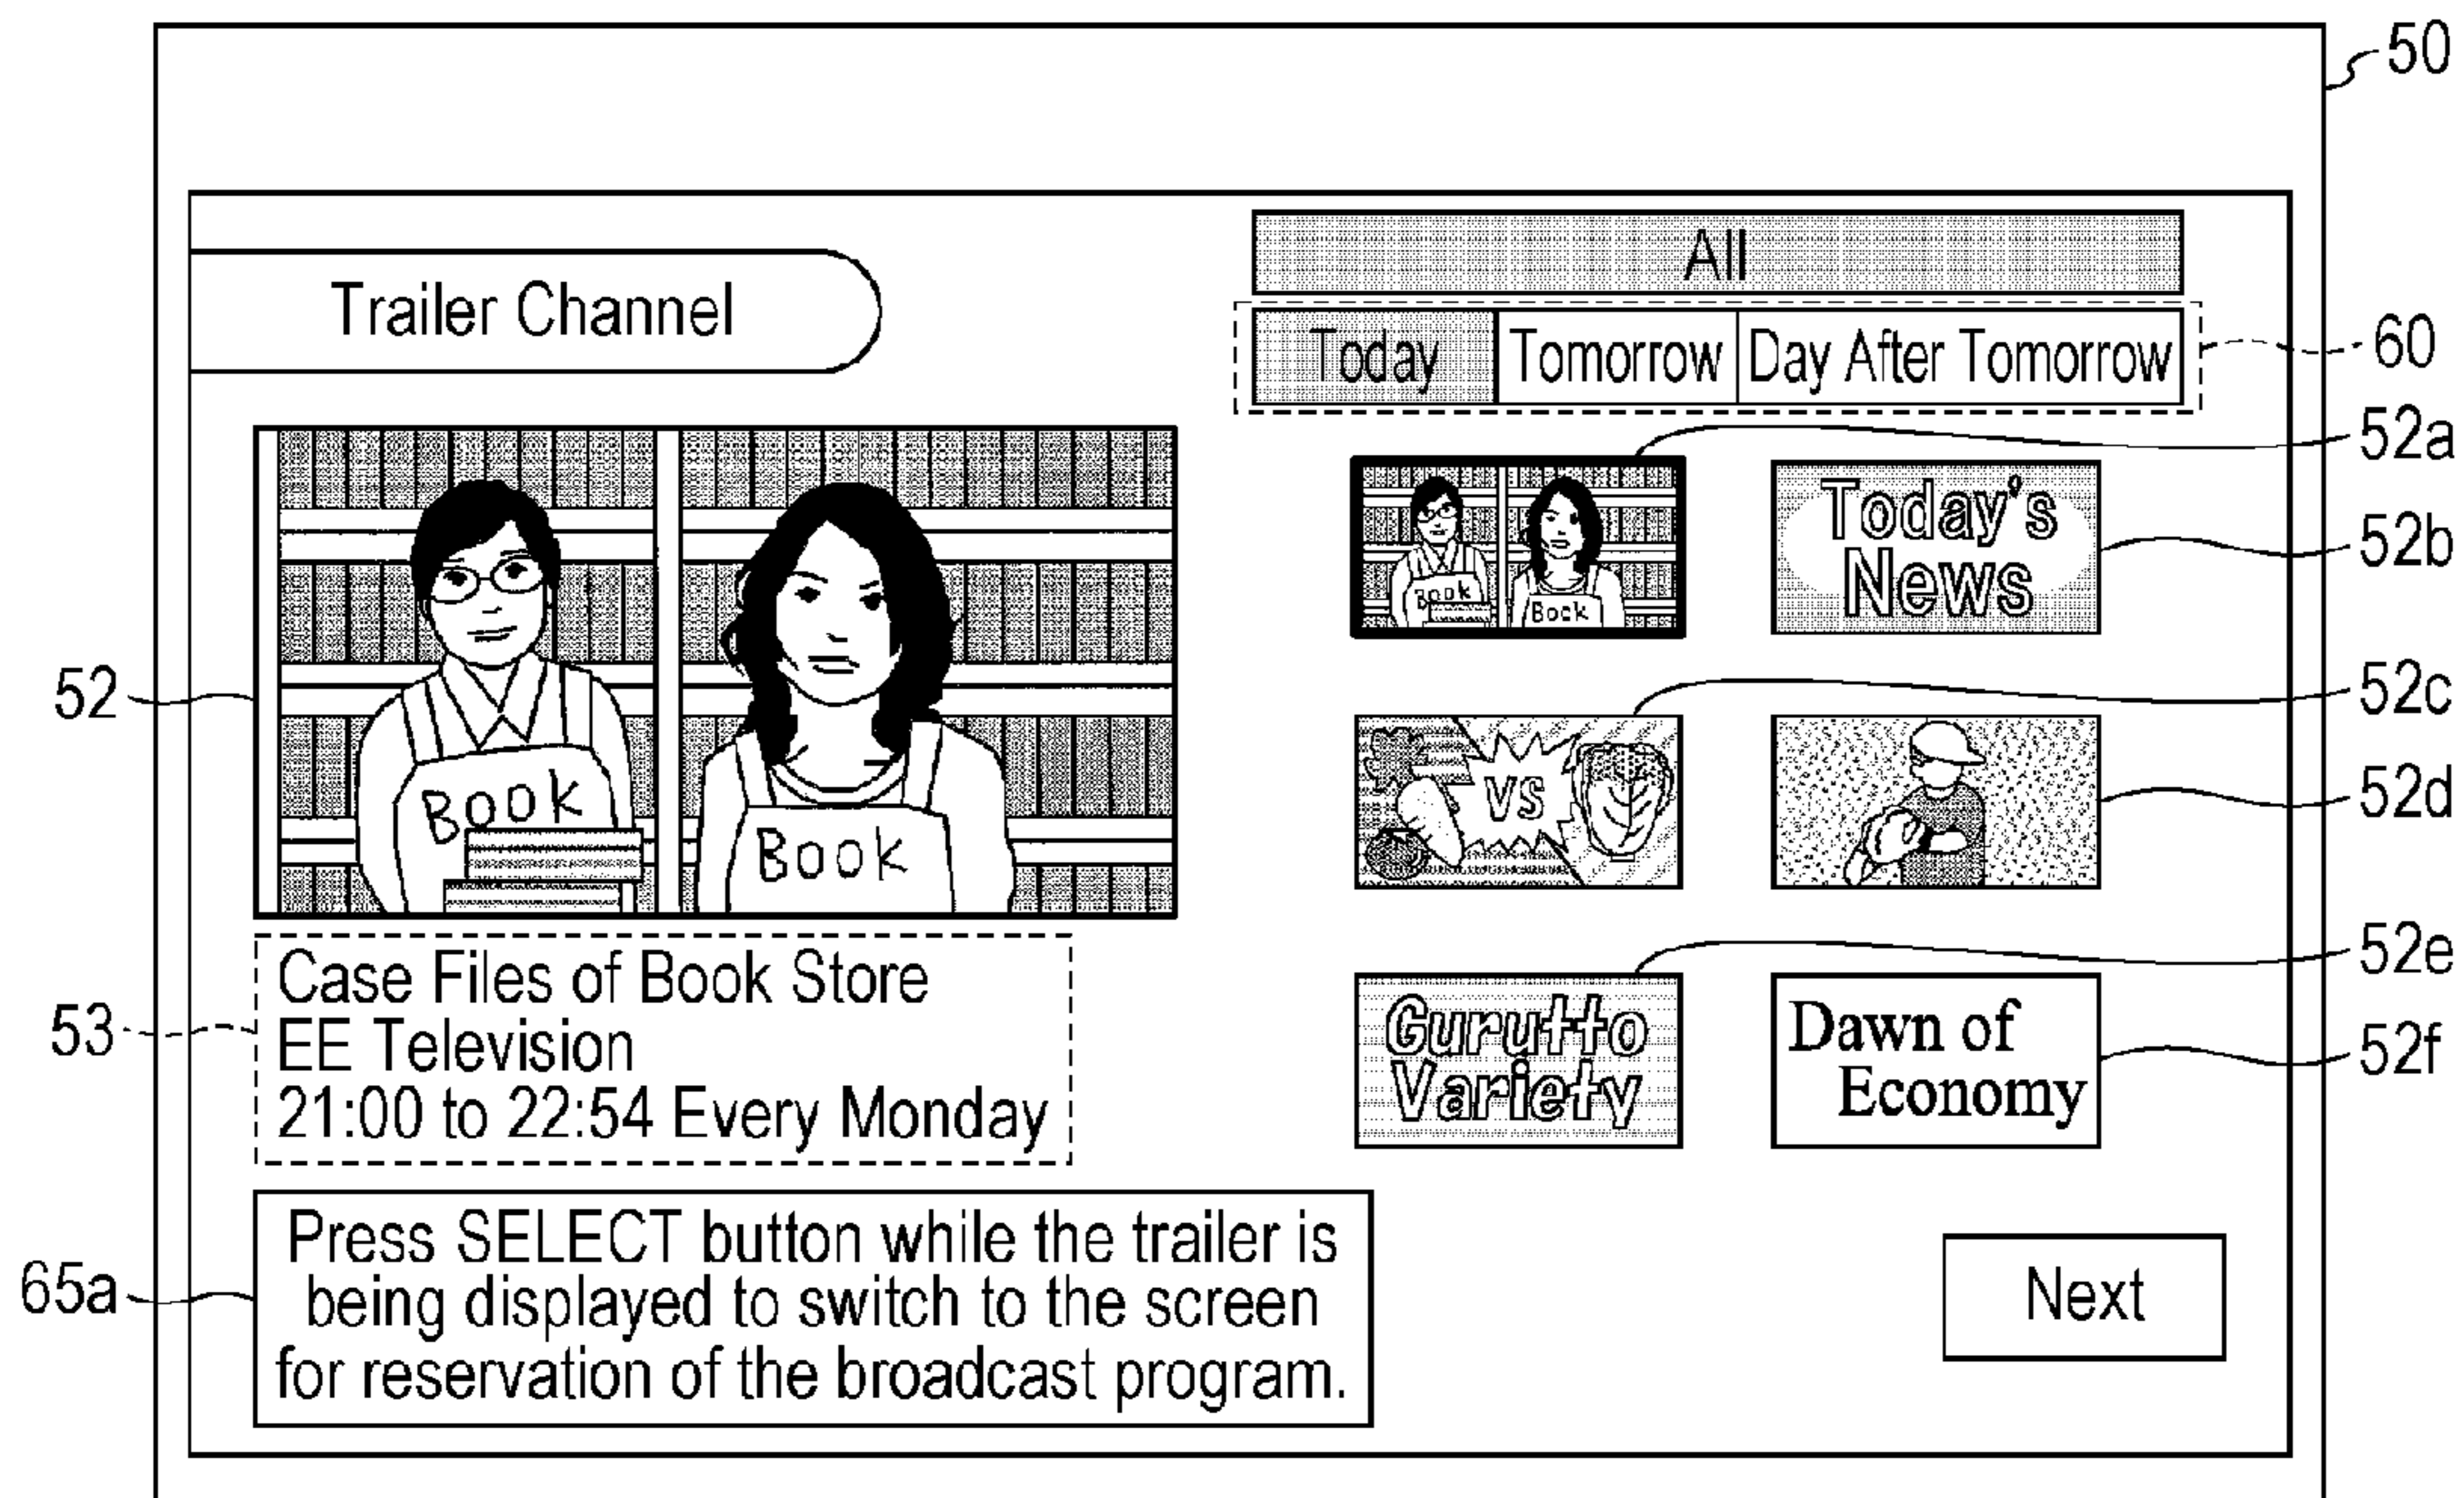 50
All
Trailer Channel
Today
Tomorrow
Day After Tomorrow
60
52a
Book
Book
Today's
News
52b
52
Book
Book
52c
VS
52d
Case Files of Book Store
EE Television
21:00 to 22:54 Every Monday
53
52e
Gurutto
Variety
Dawn of
Economy
52f
Press SELECT button while the trailer is
being displayed to switch to the screen
for reservation of the broadcast program.
65a
Next